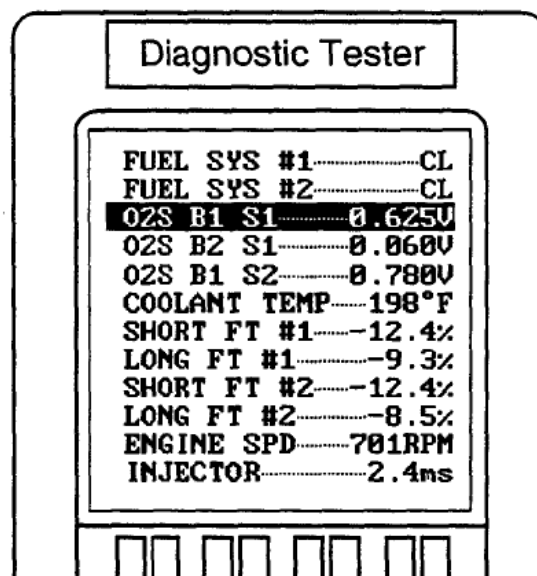 Diagnostic Tester
FUEL SYS #1............CL
FUEL SYS #2............CL
O2S B1 S1............0.625V
O2S B2 S1............0.060V
O2S B1 S2............0.780V
COOLANT TEMP......198°F
SHORT FT #1......-12.4%
LONG FT #1............-9.3%
SHORT FT #2......-12.4%
LONG FT #2............-8.5%
ENGINE SPD.........701RPM
INJECTOR..................2.4ms